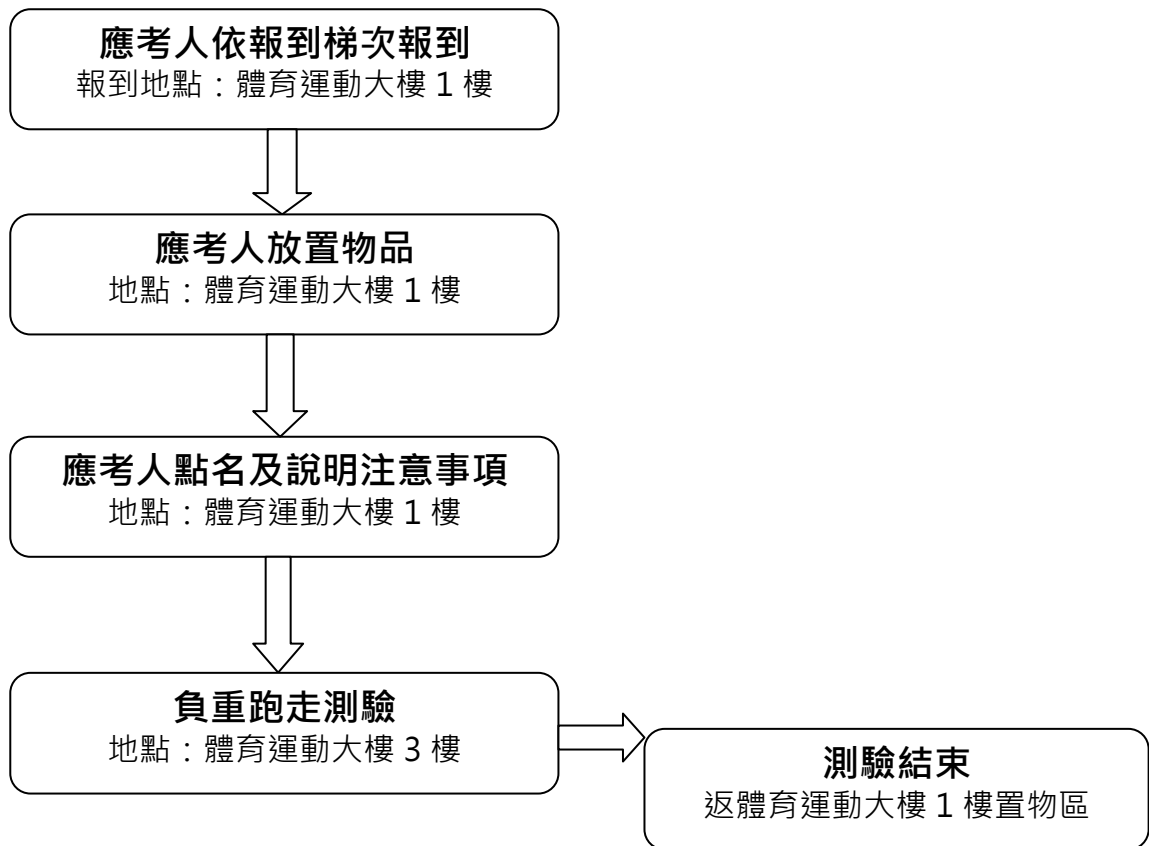 應考人依報到梯次報到
報到地點：體育運動大樓 1 樓
應考人放置物品
地點：體育運動大樓 1 樓
應考人點名及說明注意事項
地點：體育運動大樓 1 樓
負重跑走測驗
地點：體育運動大樓 3 樓
測驗結束
返體育運動大樓 1 樓置物區